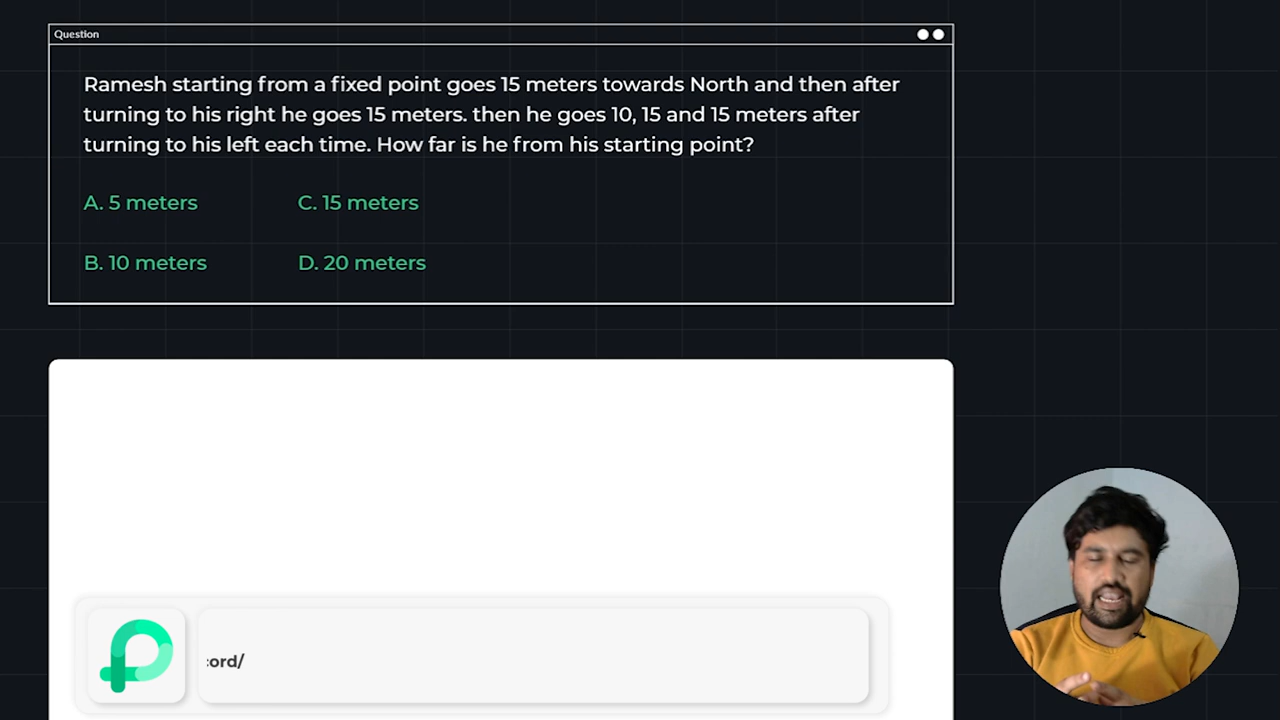 Question
Ramesh starting from a fixed point goes 15 meters towards North and then after
turning to his right he goes 15 meters. then he goes 10, 15 and 15 meters after
turning to his left each time. How far is he from his starting point?
A. 5 meters
C. 15 meters
B. 10 meters
D. 20 meters
cord/